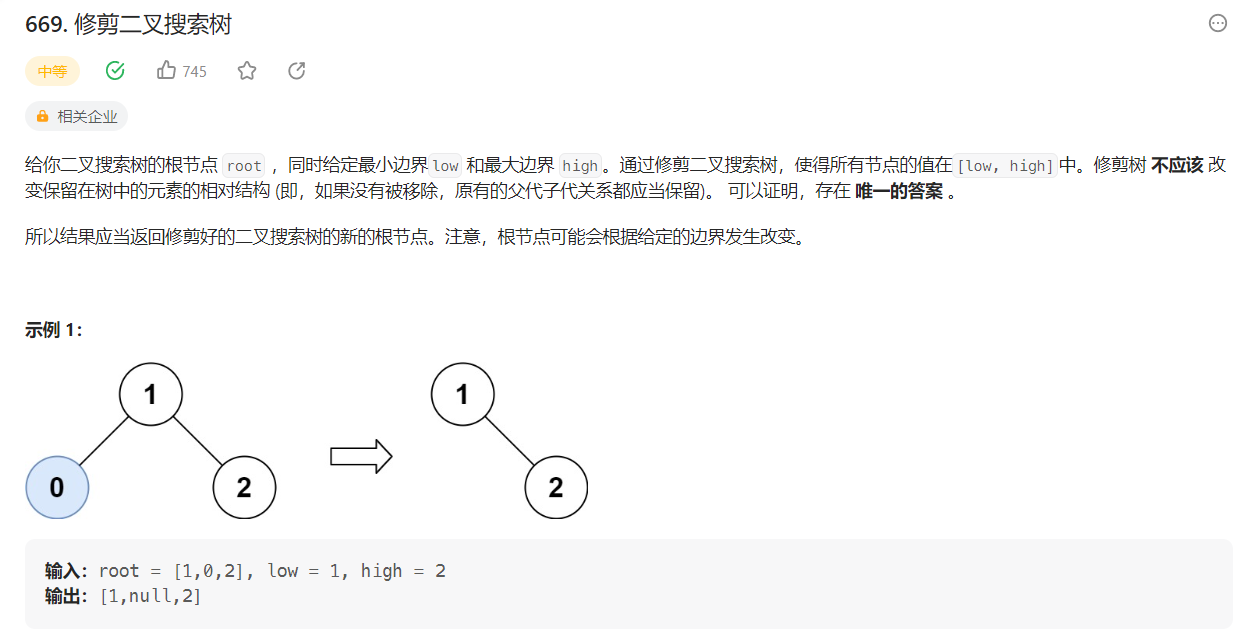 669. 修剪二叉搜索树
中等
745
相关企业
给你二叉搜索树的根节点 root ，同时给定最小边界 low 和最大边界 high。通过修剪二叉搜索树，使得所有节点的值在[low, high]中。修剪树 不应该 改
变保留在树中的元素的相对结构 (即，如果没有被移除，原有的父代子代关系都应当保留)。 可以证明，存在 唯一的答案 。
所以结果应当返回修剪好的二叉搜索树的新的根节点。注意，根节点可能会根据给定的边界发生改变。
示例 1：
1
1
0
2
2
输入：root = [1,0,2], low = 1, high = 2
输出：[1,null,2]